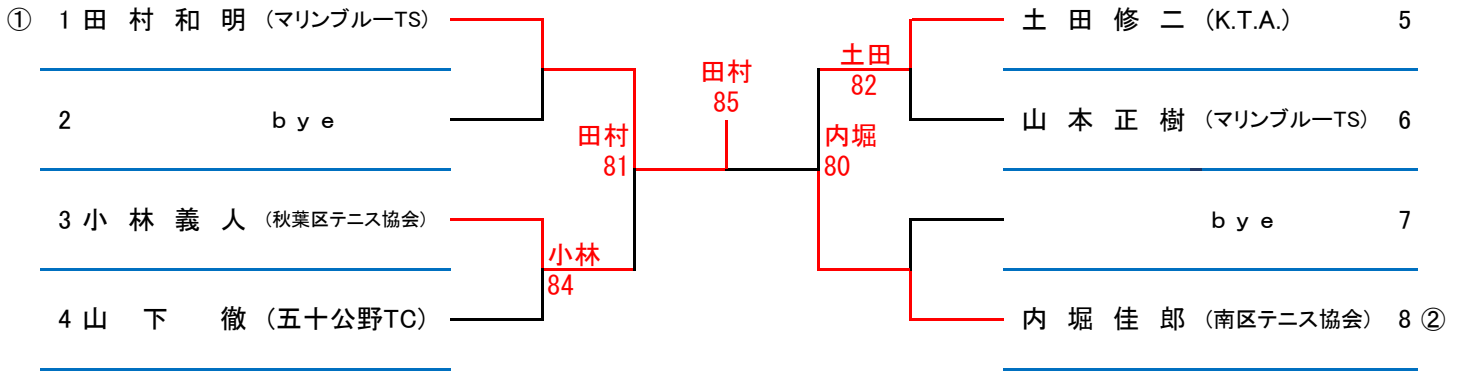 ① 1 田 村 和 明 (マリンブルーTS)
2 bye
3 小 林 義 人 (秋葉区テニス協会)
4 山 下 徹 (五十公野TC)
田村
81
小林
84
田村
85
土田
82
内堀
80
土 田 修 二 (K.T.A.) 5
山 本 正 樹 (マリンブルーTS) 6
bye 7
内 堀 佳 郎 (南区テニス協会) 8 ②